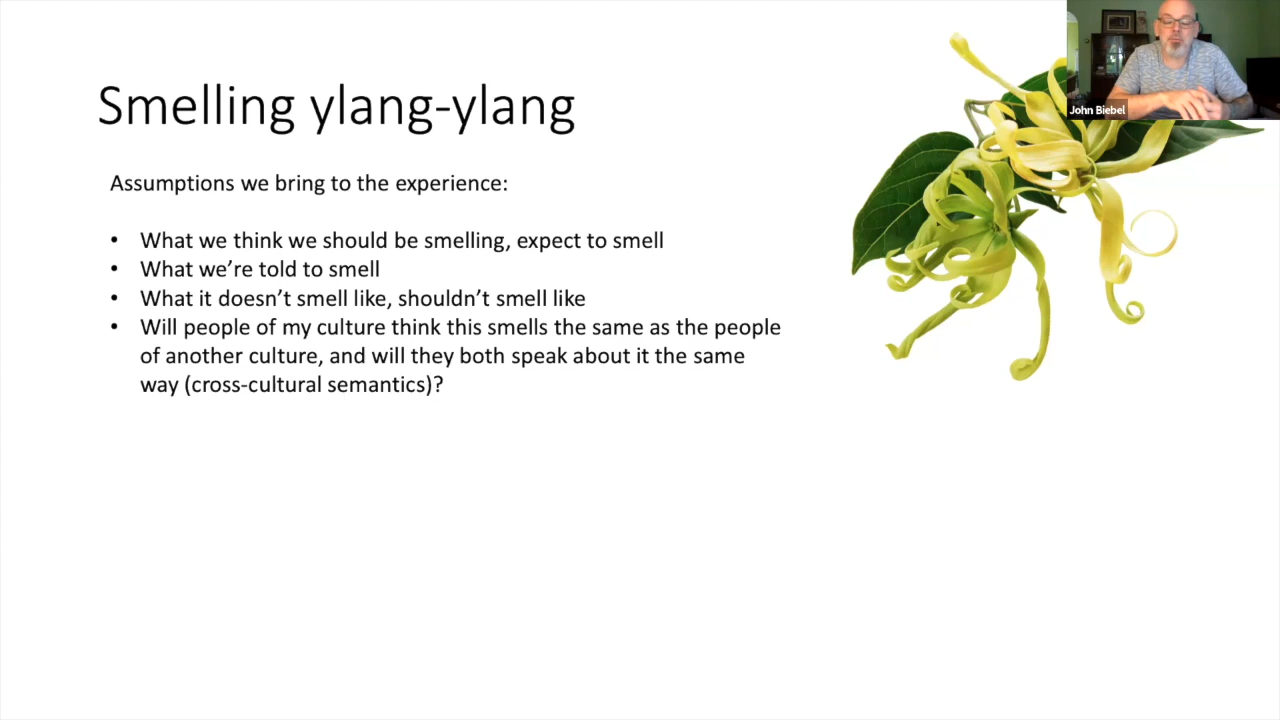 Smelling ylang-ylang
John Biebel
Assumptions we bring to the experience:
• What we think we should be smelling, expect to smell
• What we’re told to smell
• What it doesn’t smell like, shouldn’t smell like
• Will people of my culture think this smells the same as the people
of another culture, and will they both speak about it the same
way (cross-cultural semantics)?